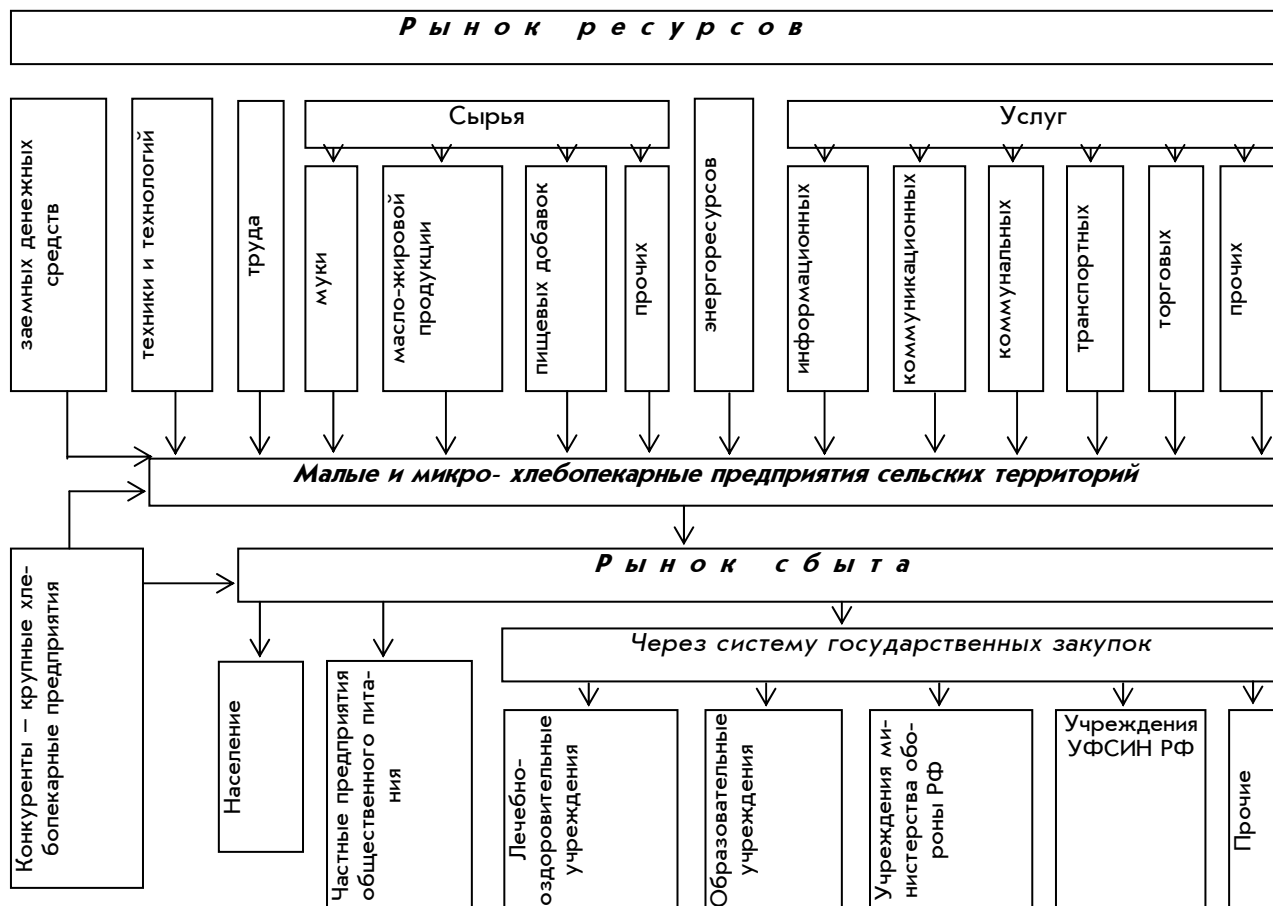 Рынок ресурсов
заемных денежных
средств
техники и технологий
труда
Сырья
муки
масло-жировой
продукции
пищевых добавок
прочих
энергоресурсов
Услуг
информационных
коммуникационных
коммунальных
транспортных
торговых
прочих
Малые и микро- хлебопекарные предприятия сельских территорий
Конкуренты – крупные хле-
бопекарные предприятия
Рынок сбыта
Население
Частные предприятия
общественного пита-
ния
Через систему государственных закупок
Лечебно-
оздоровительные
учреждения
Образовательные
учреждения
Учреждения ми-
нистерства обо-
роны РФ
Учреждения
УФСИН РФ
Прочие